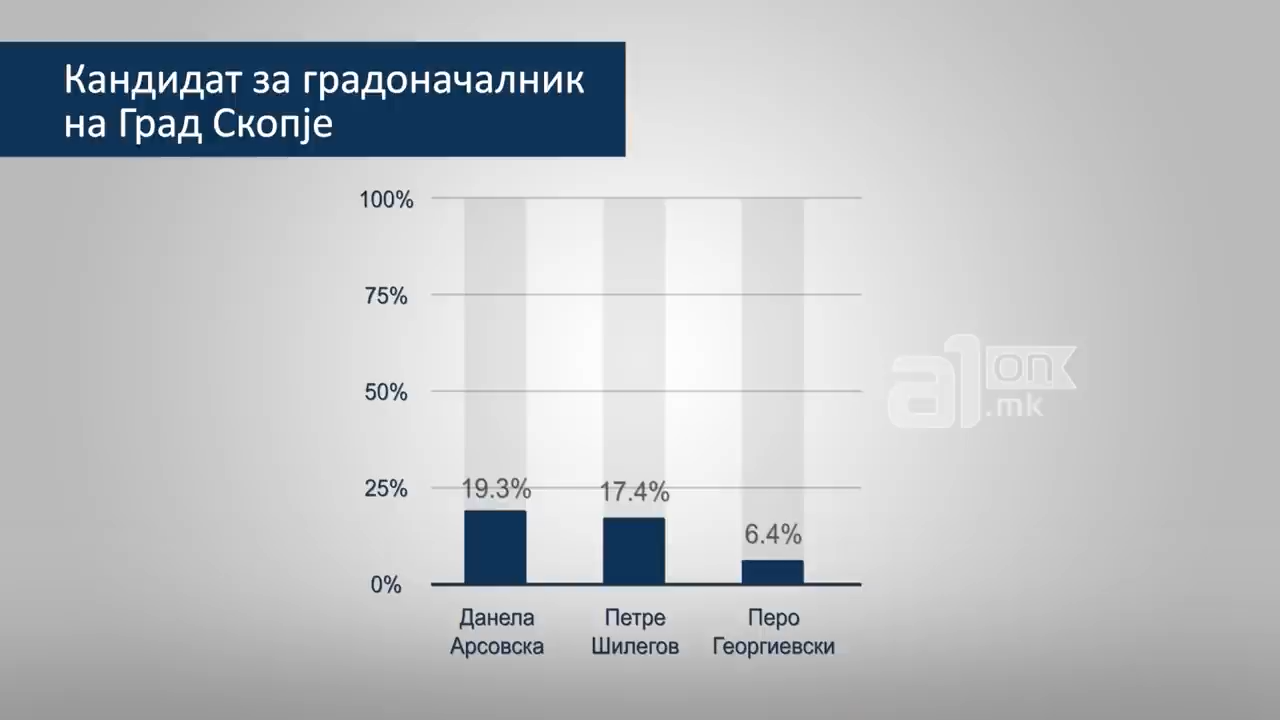 Кандидат за градоначалник
на Град Скопје
100%
75%
50%
25%
0%
19.3%
17.4%
6.4%
Данела
Арсовска
Петре
Шилегов
Перо
Георгиевски
a1on
.mk